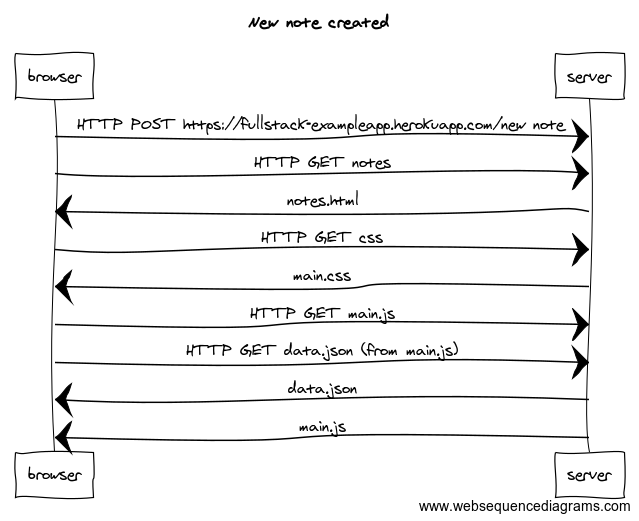 New note created
browser
server
HTTP POST https://fullstack-exampleapp.herokuapp.com/new note
HTTP GET notes
notes.html
HTTP GET css
main.css
HTTP GET main.js
HTTP GET data.json (from main.js)
data.json
main.js
browser
server
www.websequencediagrams.com